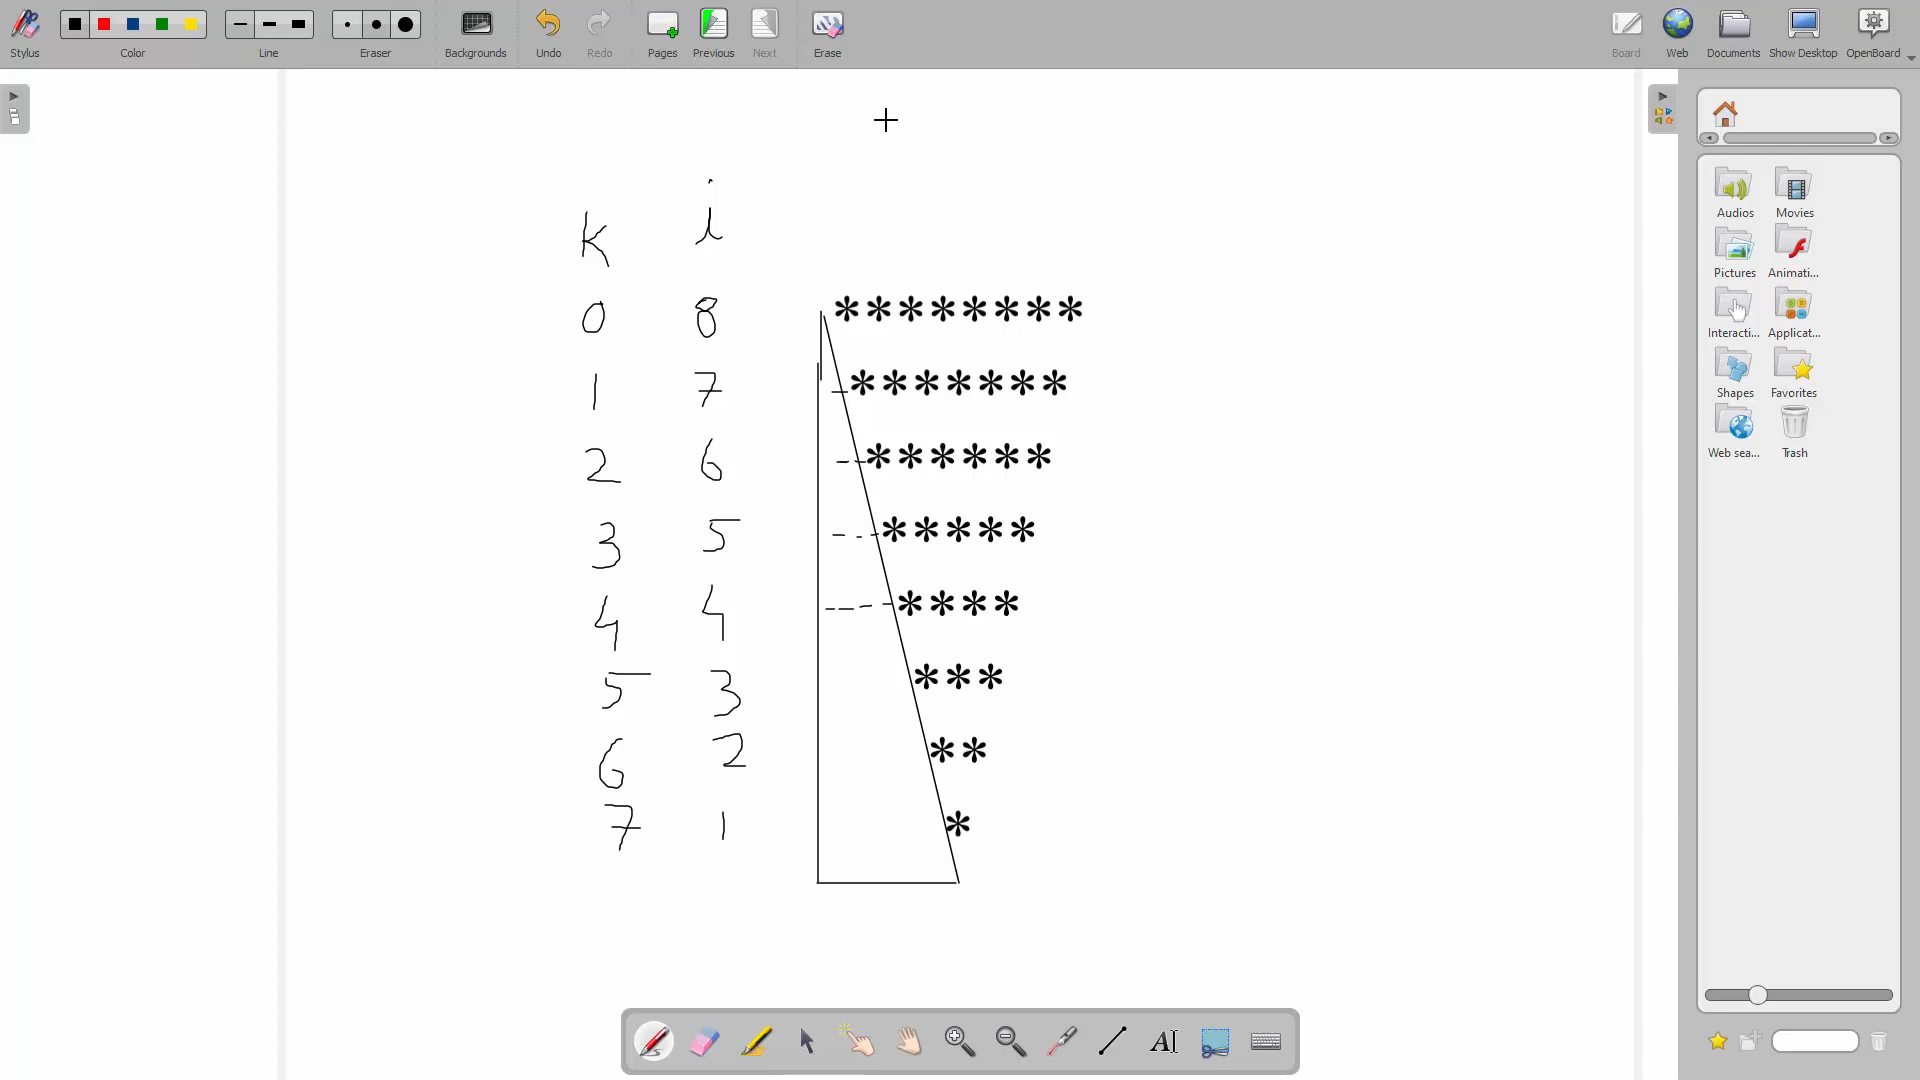 Stylus Color Line Eraser Backgrounds Undo Redo Pages Previous Next Erase Board Web Documents Show Desktop OpenBoard
k i
0 8 ********
1 7 *******
2 6 ******
3 5 *****
4 4 ****
5 3 ***
6 2 **
7 1 *
Audios Movies
Pictures Animati...
Interacti... Applicat...
Shapes Favorites
Web sea... Trash